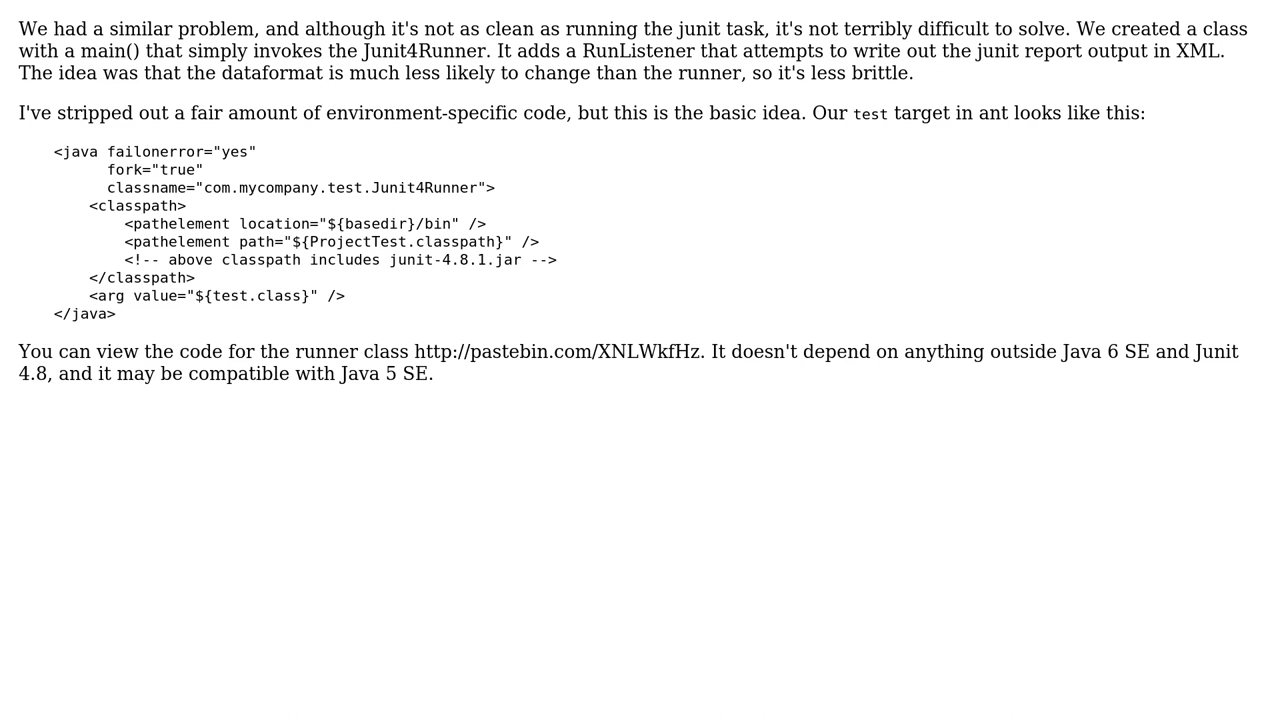 We had a similar problem, and although it's not as clean as running the junit task, it's not terribly difficult to solve. We created a class
with a main() that simply invokes the Junit4Runner. It adds a RunListener that attempts to write out the junit report output in XML.
The idea was that the dataformat is much less likely to change than the runner, so it's less brittle.
I've stripped out a fair amount of environment-specific code, but this is the basic idea. Our test target in ant looks like this:
<java failonerror="yes"
      fork="true"
      classname="com.mycompany.test.Junit4Runner">
    <classpath>
        <pathelement location="${basedir}/bin" />
        <pathelement path="${ProjectTest.classpath}" />
        <!-- above classpath includes junit-4.8.1.jar -->
    </classpath>
    <arg value="${test.class}" />
</java>
You can view the code for the runner class http://pastebin.com/XNLWkfHz. It doesn't depend on anything outside Java 6 SE and Junit
4.8, and it may be compatible with Java 5 SE.